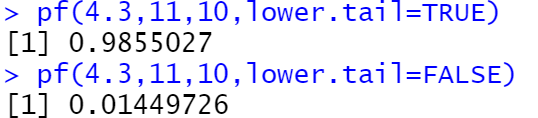 > pf(4.3,11,10,lower.tail=TRUE)
[1] 0.9855027
> pf(4.3,11,10,lower.tail=FALSE)
[1] 0.01449726